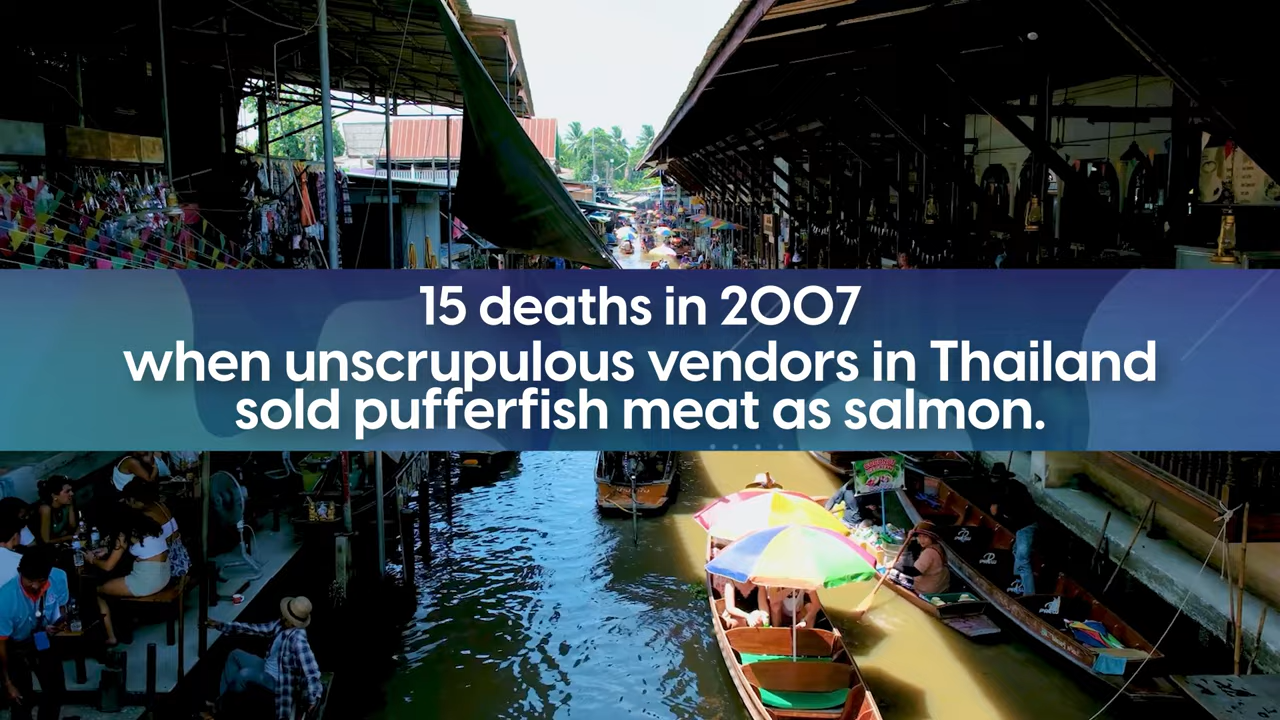 15 deaths in 2007
when unscrupulous vendors in Thailand
sold pufferfish meat as salmon.